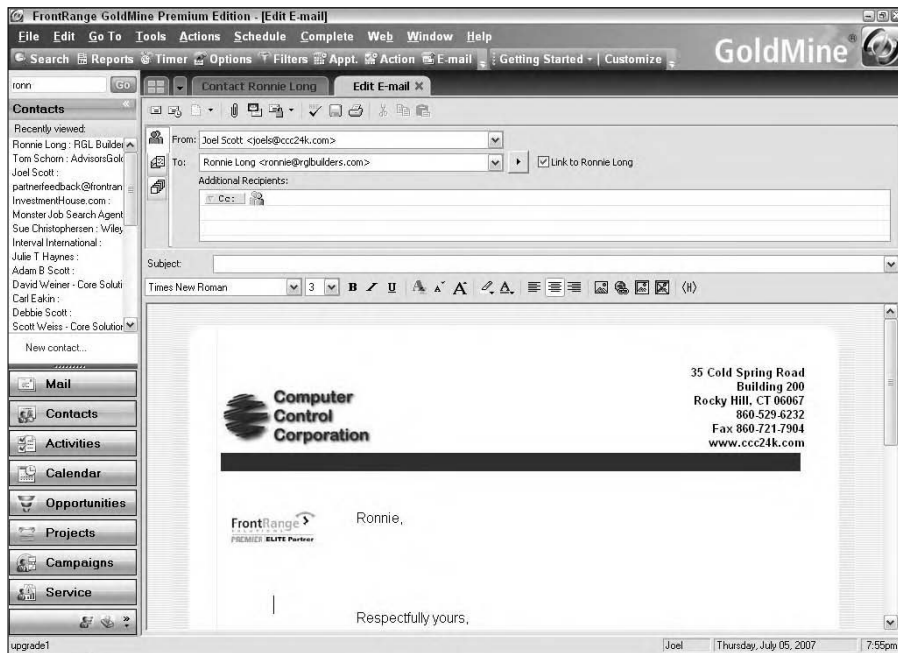 FrontRange GoldMine Premium Edition - [Edit E-mail]
File Edit Go To Tools Actions Schedule Complete Web Window Help
Search Reports Timer Options Filters Appt. Action E-mail Getting Started Customize
GoldMine®
ronn Go
Contact Ronnie Long Edit E-mail
Contacts
Recently viewed:
Ronnie Long : RGL Builder
Tom Schorn : AdvisorsGold
Joel Scott :
partnerfeedback@frontran
InvestmentHouse.com :
Monster Job Search Agent
Sue Christophersen : Wiley
Interval International :
Julie T Haynes :
Adam B Scott :
David Weiner - Core Soluti
Carl Eakin :
Debbie Scott :
Scott Weiss - Core Solution
New contact...
Mail
Contacts
Activities
Calendar
Opportunities
Projects
Campaigns
Service
From: Joel Scott <joels@ccc24k.com>
To: Ronnie Long <ronnie@rglbuilders.com> Link to Ronnie Long
Additional Recipients:
Cc:
Subject:
Times New Roman 3 B I U A A A A (H)
35 Cold Spring Road
Building 200
Rocky Hill, CT 06067
860-529-6232
Fax 860-721-7904
www.ccc24k.com
Computer
Control
Corporation
FrontRange
SOLUTIONS
PREMIER ELITE Partner
Ronnie,
Respectfully yours,
upgrade1 Joel Thursday, July 05, 2007 7:55pm